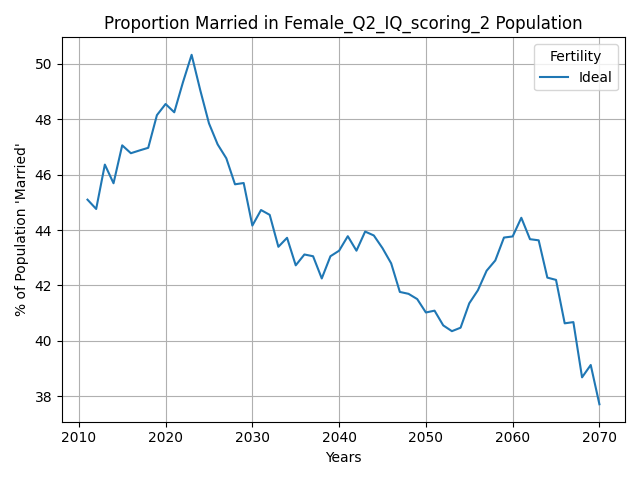 Proportion Married in Female_Q2_IQ_scoring_2 Population
Fertility
Ideal
% of Population 'Married'
50
48
46
44
42
40
38
2010 2020 2030 2040 2050 2060 2070
Years